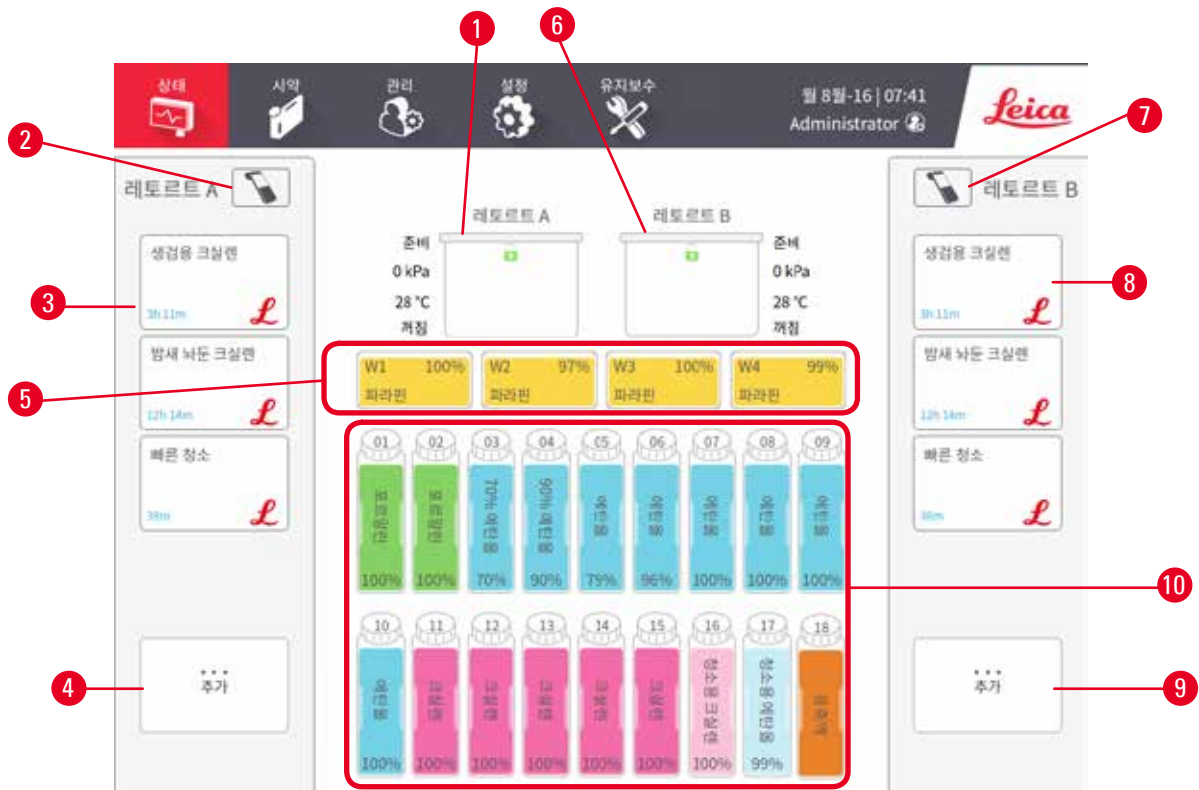 1
6
상태
시약
관리
설정
유지보수
월 8월-16 | 07:41
Administrator
Leica
2
7
레토르트 A
레토르트 B
레토르트 A
레토르트 B
준비
0 kPa
28 °C
꺼짐
준비
0 kPa
28 °C
꺼짐
3
생검용 크실렌
3h 11m
밤새 놔둔 크실렌
12h 14m
빠른 청소
38m
4
추가
8
생검용 크실렌
3h 11m
밤새 놔둔 크실렌
12h 14m
빠른 청소
38m
9
추가
5
W1 100%
파라핀
W2 97%
파라핀
W3 100%
파라핀
W4 99%
파라핀
10
01 02 03 04 05 06 07 08 09
포르말린
포르말린
70% 에탄올
90% 에탄올
에탄올
에탄올
에탄올
에탄올
에탄올
100% 100% 70% 90% 79% 96% 100% 100% 100%
10 11 12 13 14 15 16 17 18
에탄올
크실렌
크실렌
크실렌
크실렌
크실렌
청소용 크실렌
청소용 에탄올
100% 100% 100% 100% 100% 100% 100% 99%